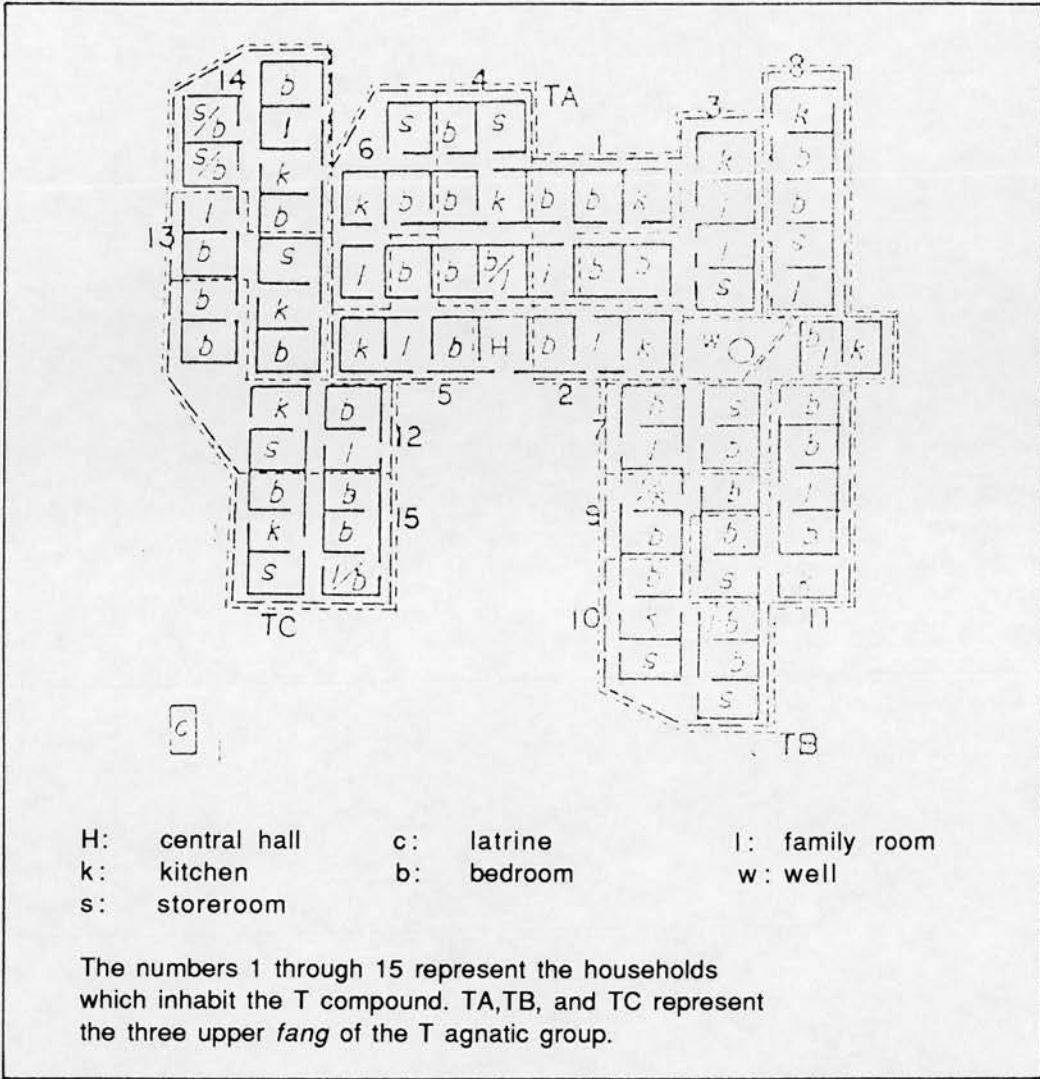 14 b 4 TA 8
s/b l s b s 3 k
6
s/b k k b b k b b k k b
l b l b
13 s s
b l b b b/l l b b l
b k s l
b b k l b H b l k w b/l k
5 2
k b 12 7 b s b
s l l b b
b b 9 b l
k b 15 b b b
s l/b b s k
TC 10 k b 11
s b
s
c TB
H: central hall c: latrine l: family room
k: kitchen b: bedroom w: well
s: storeroom
The numbers 1 through 15 represent the households
which inhabit the T compound. TA,TB, and TC represent
the three upper fang of the T agnatic group.